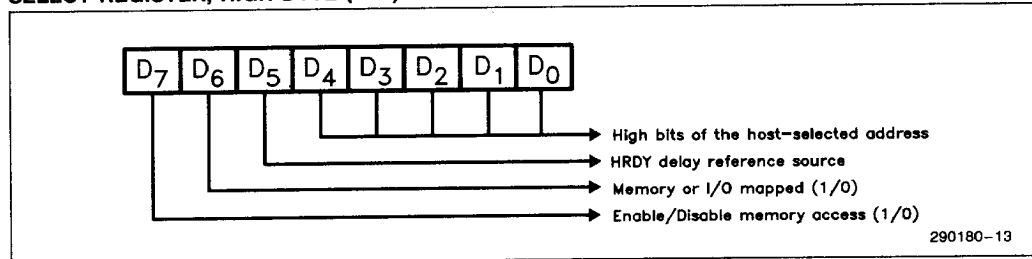 D7 D6 D5 D4 D3 D2 D1 D0
High bits of the host-selected address
HRDY delay reference source
Memory or I/O mapped (1/0)
Enable/Disable memory access (1/0)
290180-13